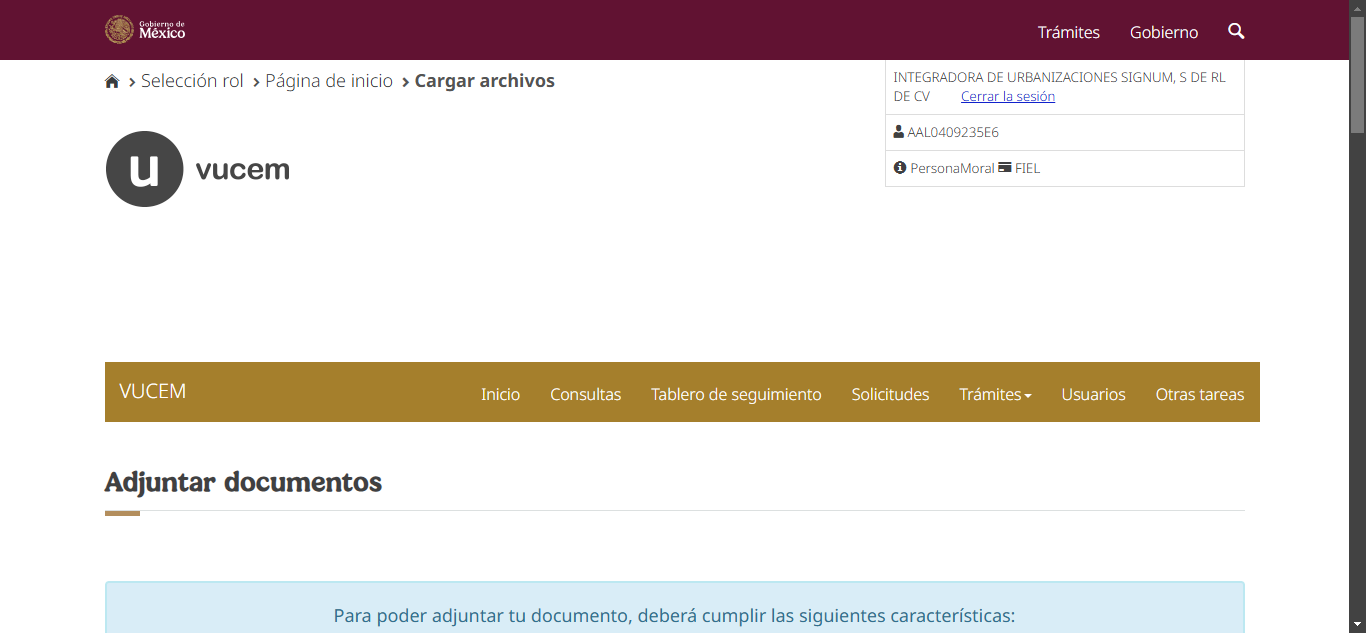 Gobierno de
México
Trámites
Gobierno
Selección rol
Página de inicio
Cargar archivos
INTEGRADORA DE URBANIZACIONES SIGNUM, S DE RL
DE CV Cerrar la sesión
AAL0409235E6
PersonaMoral FIEL
u vucem
VUCEM
Inicio
Consultas
Tablero de seguimiento
Solicitudes
Trámites
Usuarios
Otras tareas
Adjuntar documentos
Para poder adjuntar tu documento, deberá cumplir las siguientes características: